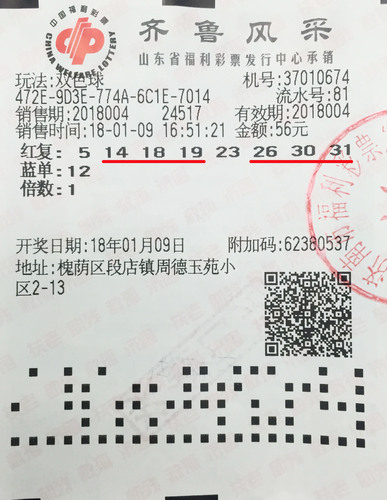 中国福利彩票
CHINA WELFARE LOTTERY
齐鲁风采
山东省福利彩票发行中心承销
玩法:双色球 机号:37010674
472E-9D3E-774A-6C1E-7014 流水号:81
销售期:2018004 24517 有效期:2018004
销售时间:18-01-09 16:51:21 金额:56元
红复: 5 14 18 19 23 26 30 31
蓝单:12
倍数:1
开奖日期:18年01月09日 附加码:62380537
地址:槐荫区段店镇周德玉苑小
区2-13